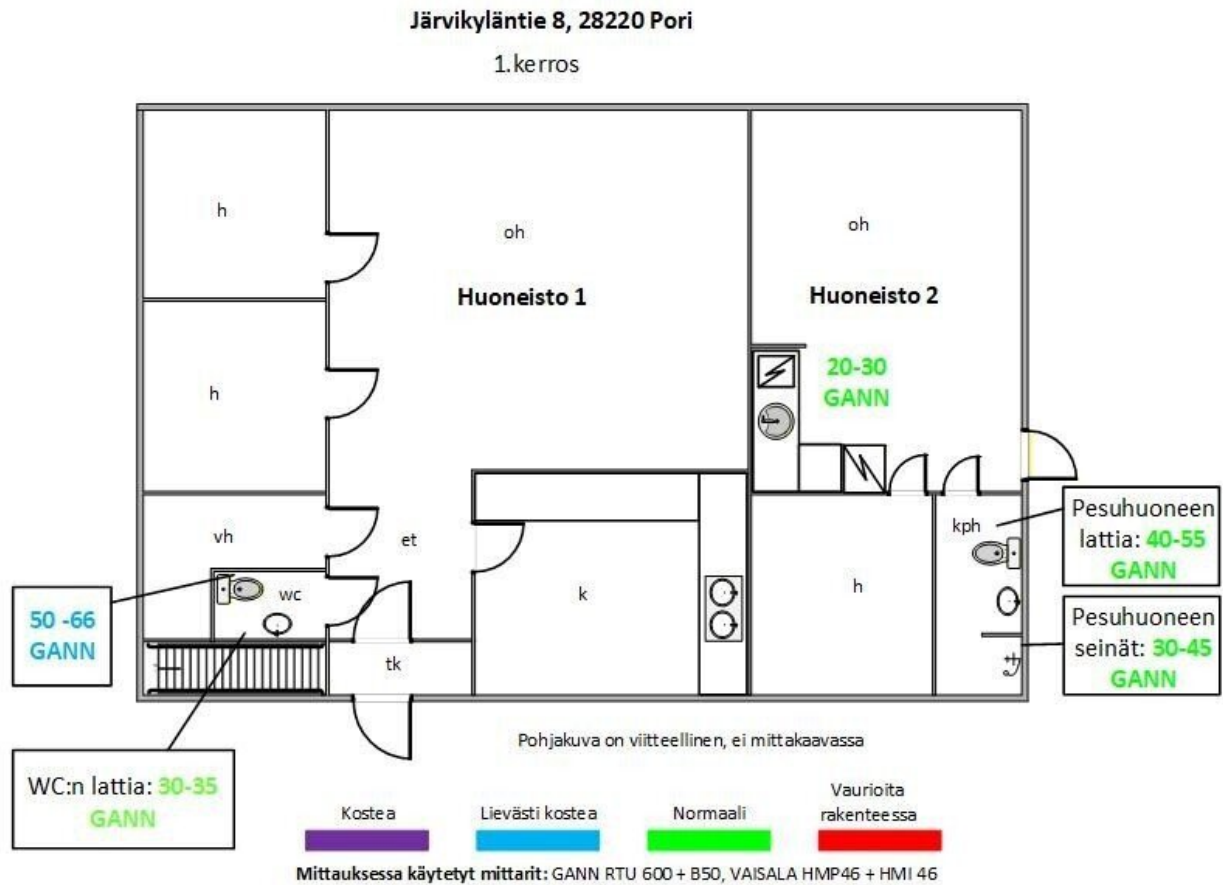 Järvikyläntie 8, 28220 Pori
1.kerros
h
oh
oh
Huoneisto 1
Huoneisto 2
20-30
GANN
h
vh
et
kph
Pesuhuoneen
lattia: 40-55
GANN
50 -66
GANN
wc
k
h
Pesuhuoneen
seinät: 30-45
GANN
tk
WC:n lattia: 30-35
GANN
Pohjakuva on viitteellinen, ei mittakaavassa
Kostea
Lievästi kostea
Normaali
Vaurioita
rakenteessa
Mittauksessa käytetyt mittarit: GANN RTU 600 + B50, VAISALA HMP46 + HMI 46